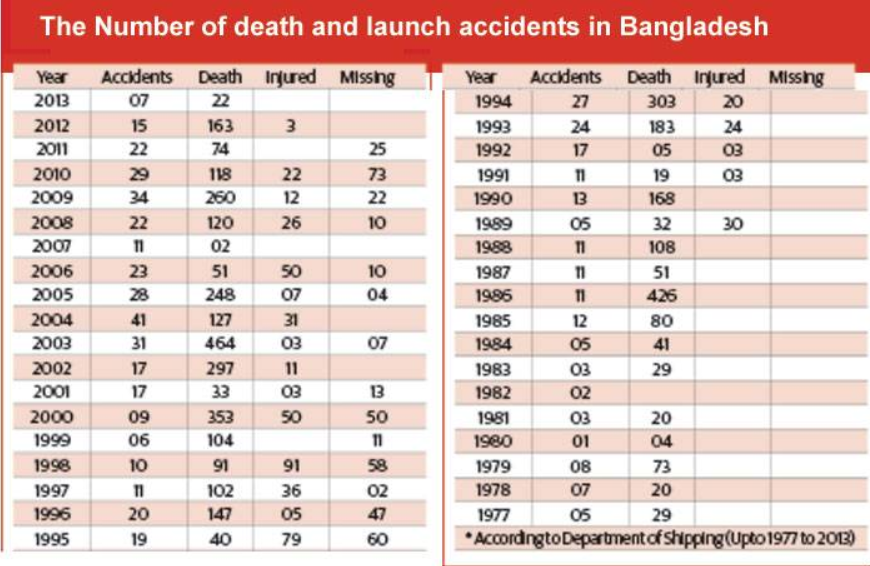 The Number of death and launch accidents in Bangladesh
Year Accidents Death Injured Missing
2013 07 22
2012 15 163 3
2011 22 74 25
2010 29 118 22 73
2009 34 260 12 22
2008 22 120 26 10
2007 11 02
2006 23 51 50 10
2005 28 248 07 04
2004 41 127 31
2003 31 464 03 07
2002 17 297 11
2001 17 33 03 13
2000 09 353 50 50
1999 06 104 11
1998 10 91 91 58
1997 11 102 36 02
1996 20 147 05 47
1995 19 40 79 60
Year Accidents Death Injured Missing
1994 27 303 20
1993 24 183 24
1992 17 05 03
1991 11 19 03
1990 13 168
1989 05 32 30
1988 11 108
1987 11 51
1986 11 426
1985 12 80
1984 05 41
1983 03 29
1982 02
1981 03 20
1980 01 04
1979 08 73
1978 07 20
1977 05 29
* According to Department of Shipping (Upto 1977 to 2013)